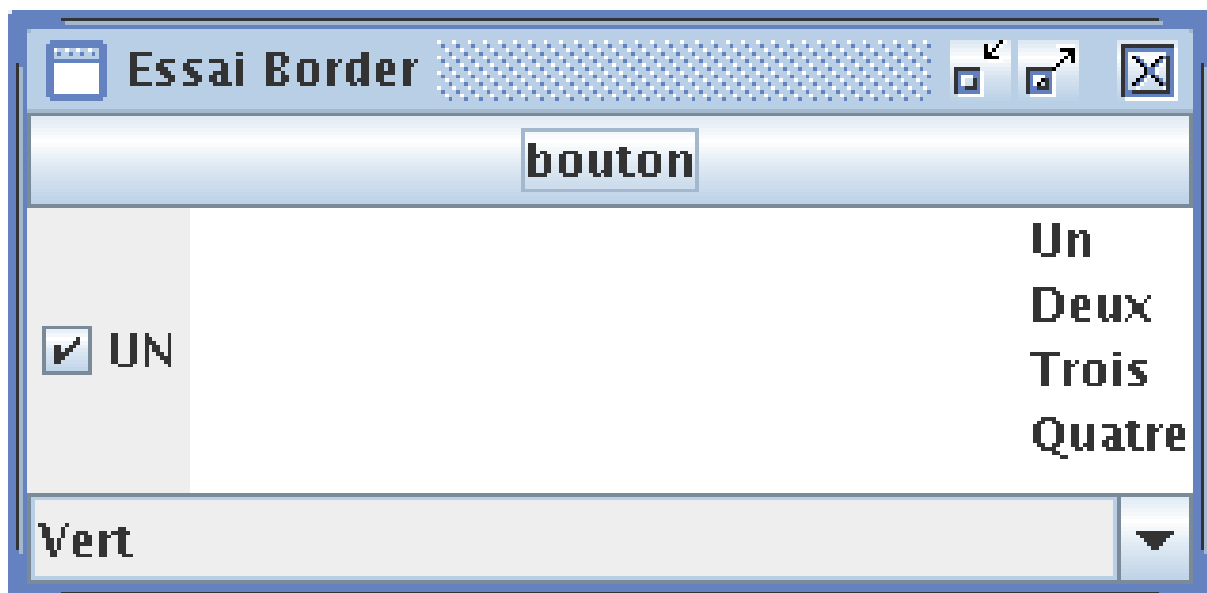 Essai Border
bouton
UN
Un
Deux
Trois
Quatre
Vert